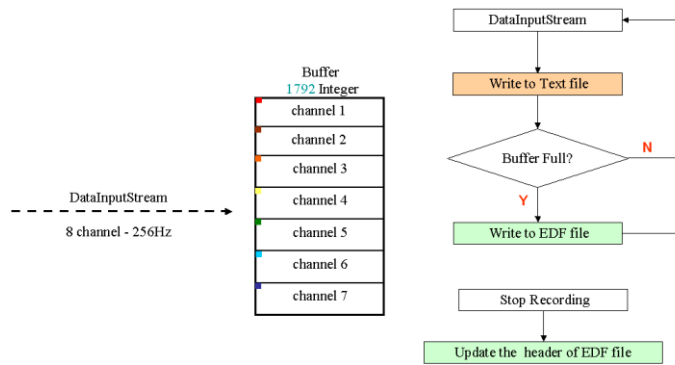 DataInputStream
8 channel - 256Hz
Buffer
1792 Integer
channel 1
channel 2
channel 3
channel 4
channel 5
channel 6
channel 7
DataInputStream
Write to Text file
Buffer Full?
N
Y
Write to EDF file
Stop Recording
Update the header of EDF file